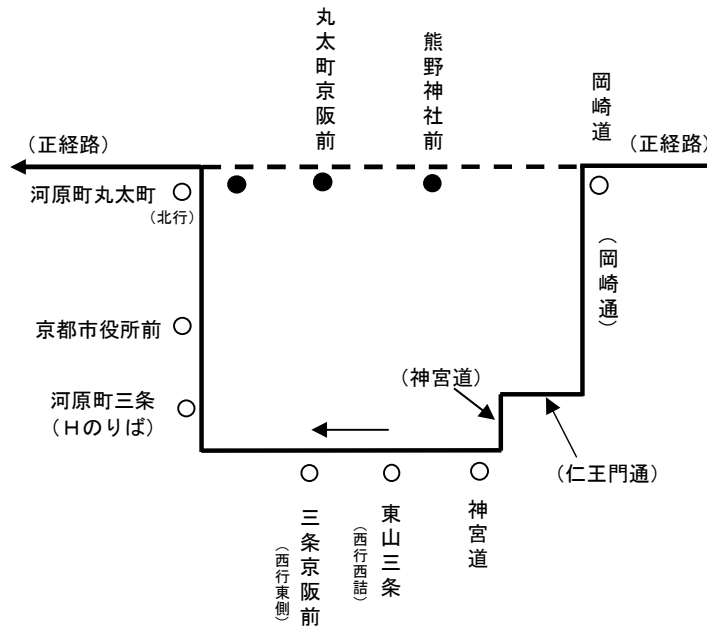 丸太町京阪前
熊野神社前
岡崎道
（正経路）
（正経路）
河原町丸太町
（北行）
（岡崎通）
京都市役所前
（神宮道）
河原町三条
（Ｈのりば）
（仁王門通）
三条京阪前
（西行東側）
東山三条
（西行西詰）
神宮道